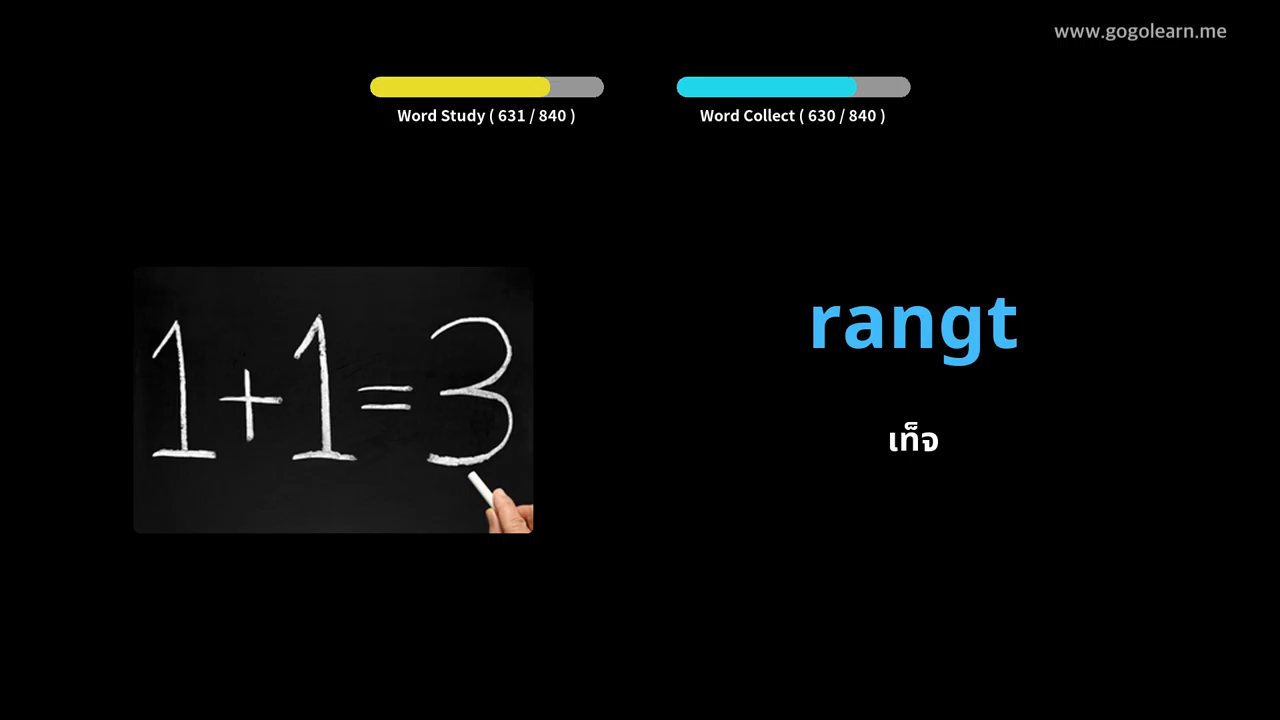 www.gogolearn.me
Word Study ( 631 / 840 )
Word Collect ( 630 / 840 )
1+1=3
rangt
เท็จ